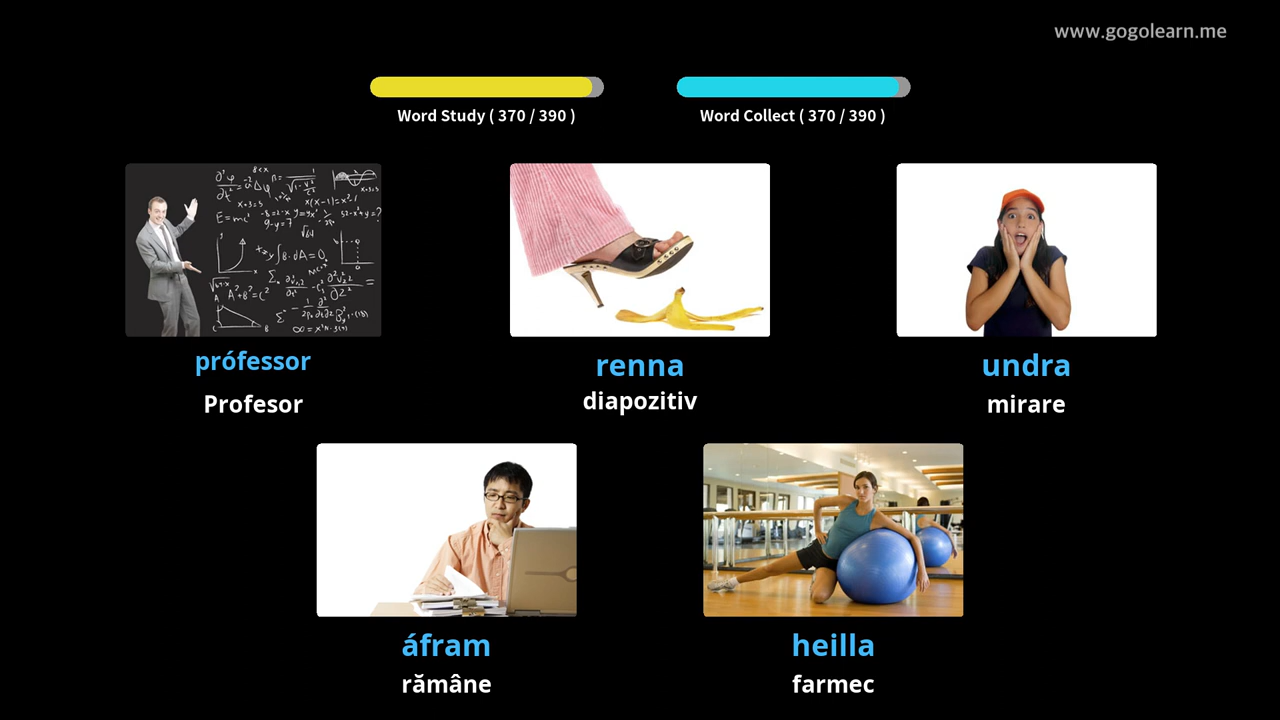 www.gogolearn.me
Word Study ( 370 / 390 )
Word Collect ( 370 / 390 )
prófessor
Profesor
renna
diapozitiv
undra
mirare
áfram
rămâne
heilla
farmec